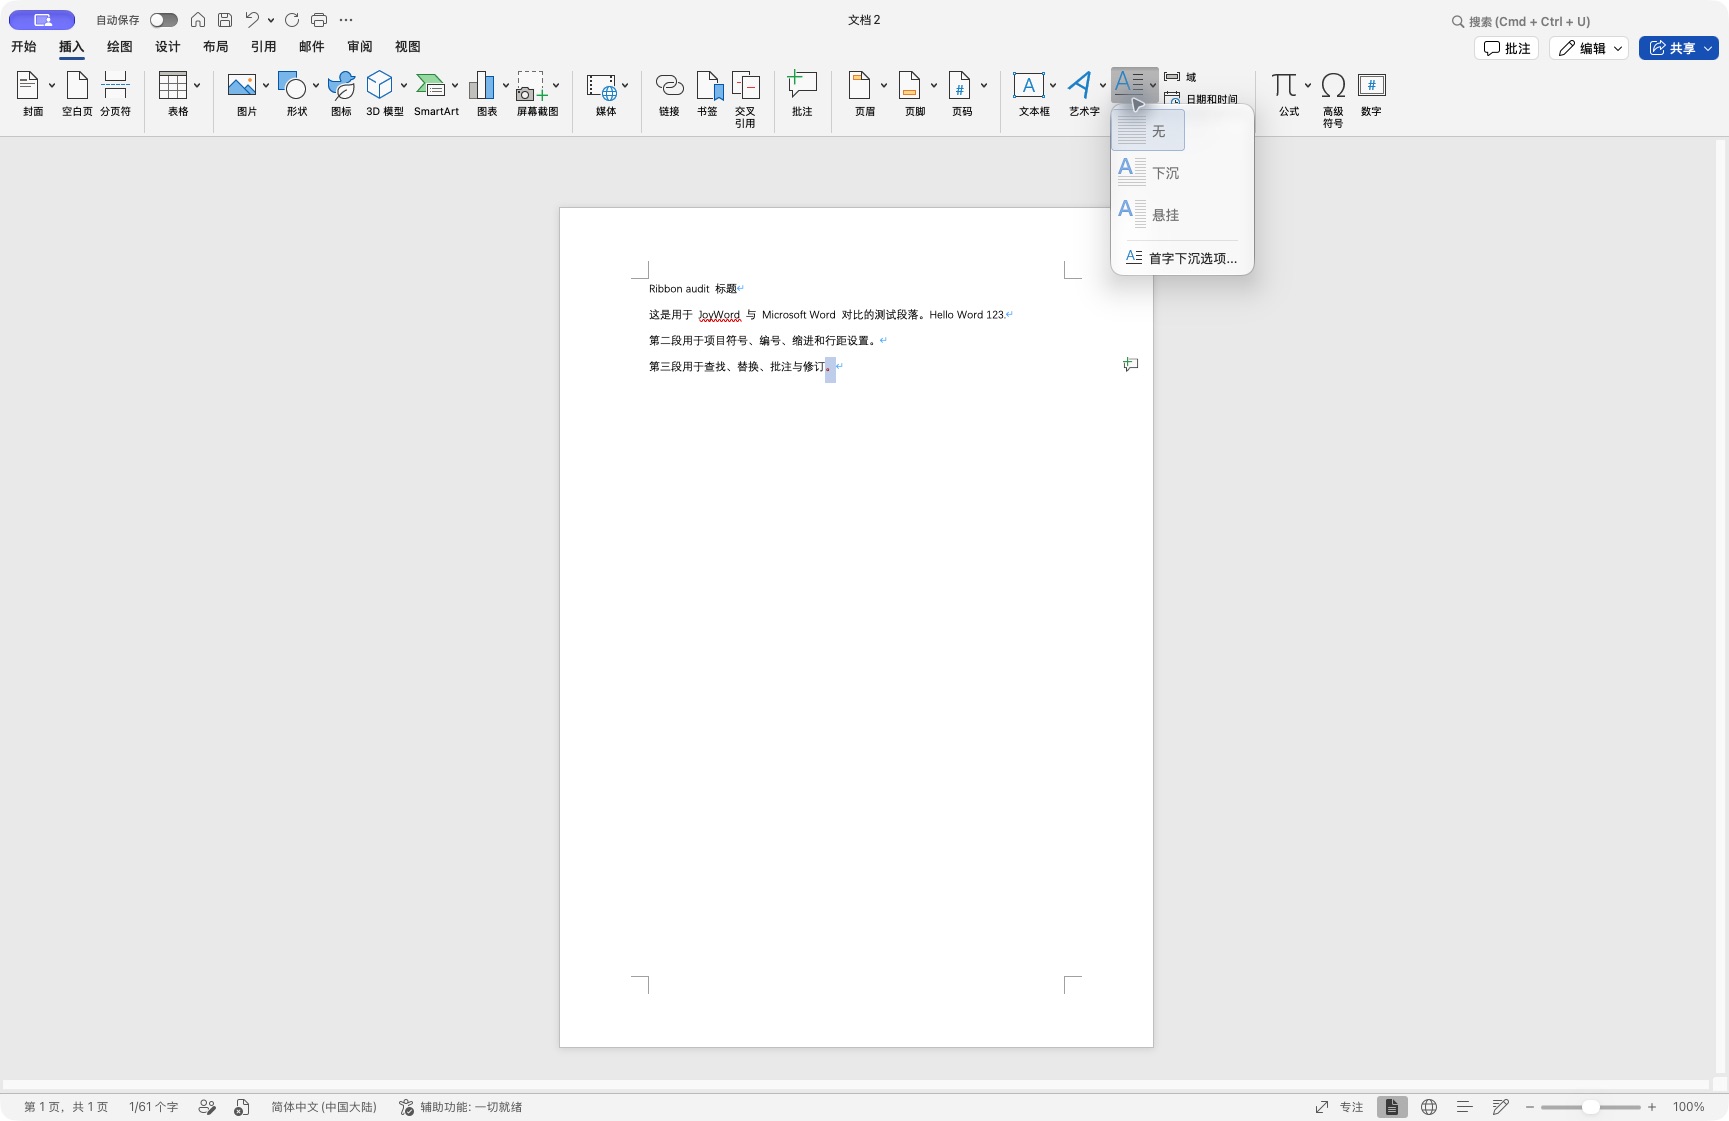 自动保存
文档 2
搜索 (Cmd + Ctrl + U)
开始 插入 绘图 设计 布局 引用 邮件 审阅 视图
批注 编辑 共享
封面 空白页 分页符 表格 图片 形状 图标 3D 模型 SmartArt 图表 屏幕截图 媒体 链接 书签 交叉引用 批注 页眉 页脚 页码 文本框 艺术字
域
日期和时间
公式 高级符号 数字
无
下沉
悬挂
首字下沉选项...
Ribbon audit 标题
这是用于 JoyWord 与 Microsoft Word 对比的测试段落。Hello Word 123.
第二段用于项目符号、编号、缩进和行距设置。
第三段用于查找、替换、批注与修订。
第 1 页，共 1 页 1/61 个字 简体中文 (中国大陆) 辅助功能: 一切就绪 专注 100%